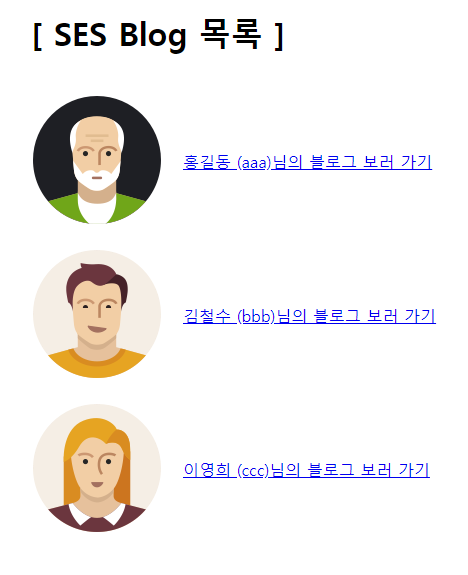 [ SES Blog 목록 ]
홍길동 (aaa)님의 블로그 보러 가기
김철수 (bbb)님의 블로그 보러 가기
이영희 (ccc)님의 블로그 보러 가기